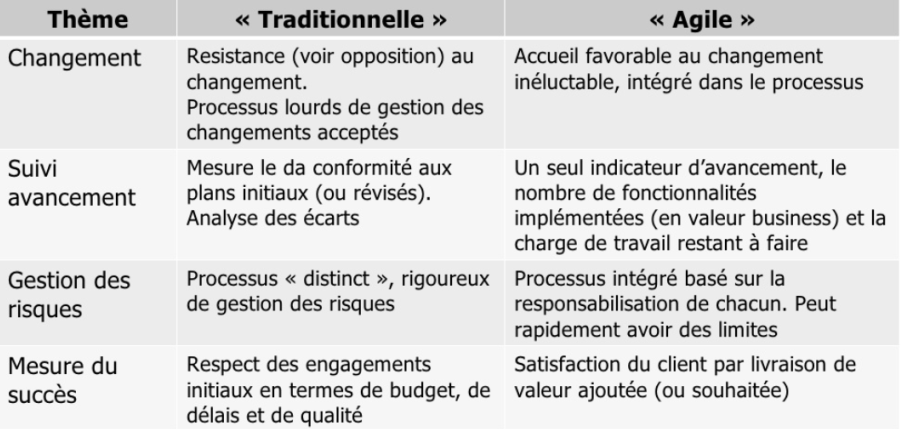 Thème
« Traditionnelle »
« Agile »
Changement
Resistance (voir opposition) au
changement.
Processus lourds de gestion des
changements acceptés
Accueil favorable au changement
inéluctable, intégré dans le processus
Suivi
avancement
Mesure le da conformité aux
plans initiaux (ou révisés).
Analyse des écarts
Un seul indicateur d’avancement, le
nombre de fonctionnalités
implémentées (en valeur business) et la
charge de travail restant à faire
Gestion des
risques
Processus « distinct », rigoureux
de gestion des risques
Processus intégré basé sur la
responsabilisation de chacun. Peut
rapidement avoir des limites
Mesure du
succès
Respect des engagements
initiaux en termes de budget, de
délais et de qualité
Satisfaction du client par livraison de
valeur ajoutée (ou souhaitée)